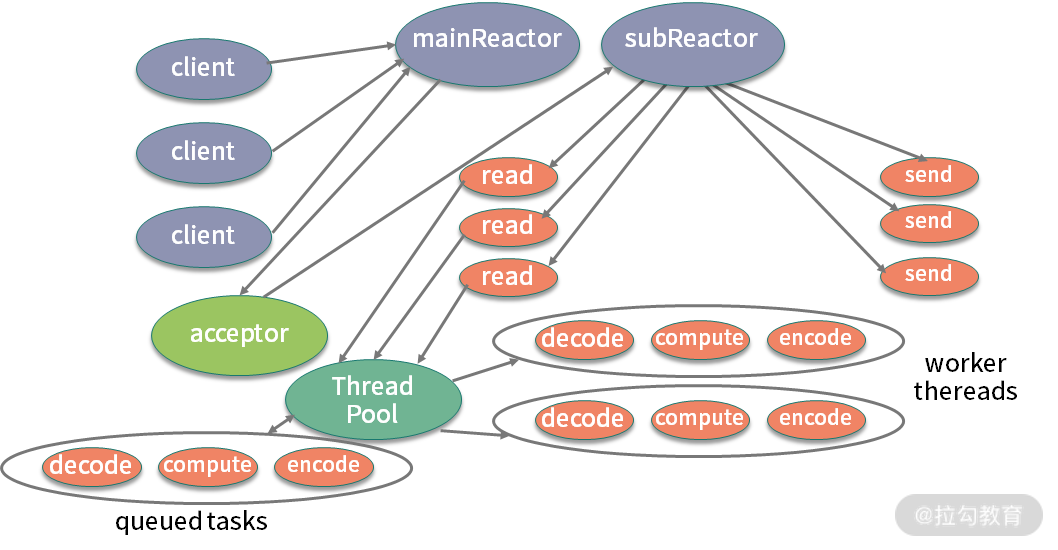 mainReactor
subReactor
client
client
client
read
read
read
send
send
send
acceptor
Thread
Pool
decode compute encode
decode compute encode
worker
thereads
decode compute encode
queued tasks
@拉勾教育